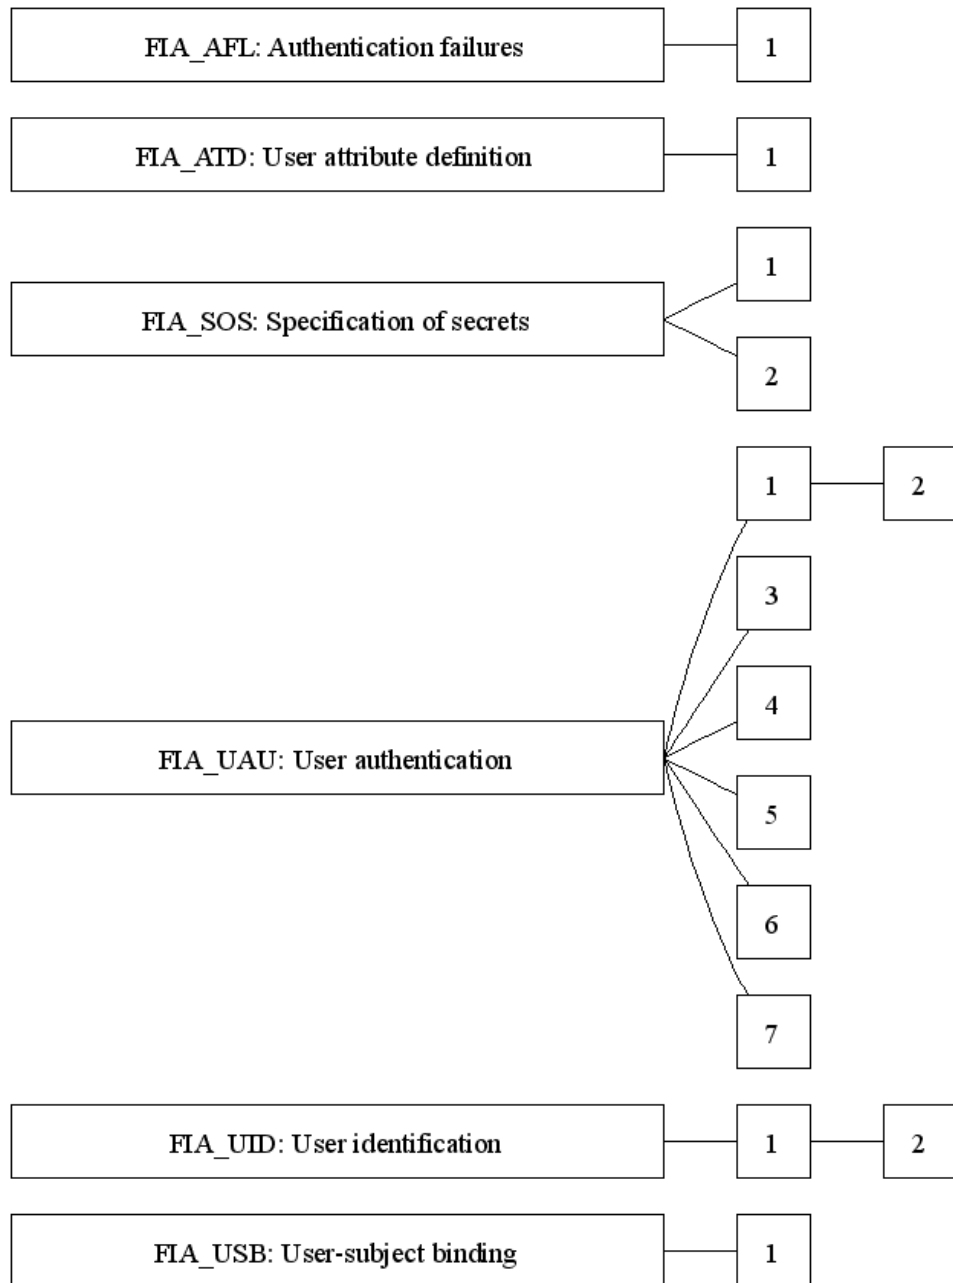 FIA_AFL: Authentication failures 1
FIA_ATD: User attribute definition 1
1
FIA_SOS: Specification of secrets
2
1 2
3
4
FIA_UAU: User authentication
5
6
7
FIA_UID: User identification 1 2
FIA_USB: User-subject binding 1